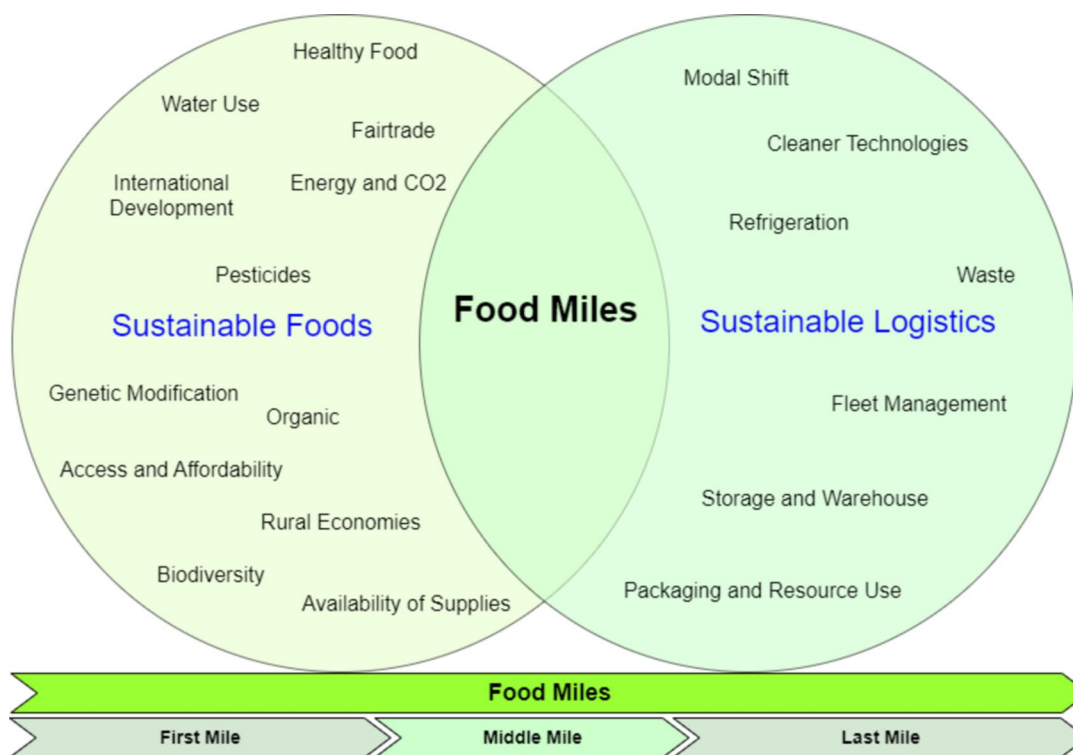 Healthy Food
Water Use
Fairtrade
International
Development
Energy and CO2
Pesticides
Sustainable Foods
Genetic Modification
Organic
Access and Affordability
Rural Economies
Biodiversity
Availability of Supplies
Food Miles
Modal Shift
Cleaner Technologies
Refrigeration
Waste
Sustainable Logistics
Fleet Management
Storage and Warehouse
Packaging and Resource Use
Food Miles
First Mile
Middle Mile
Last Mile